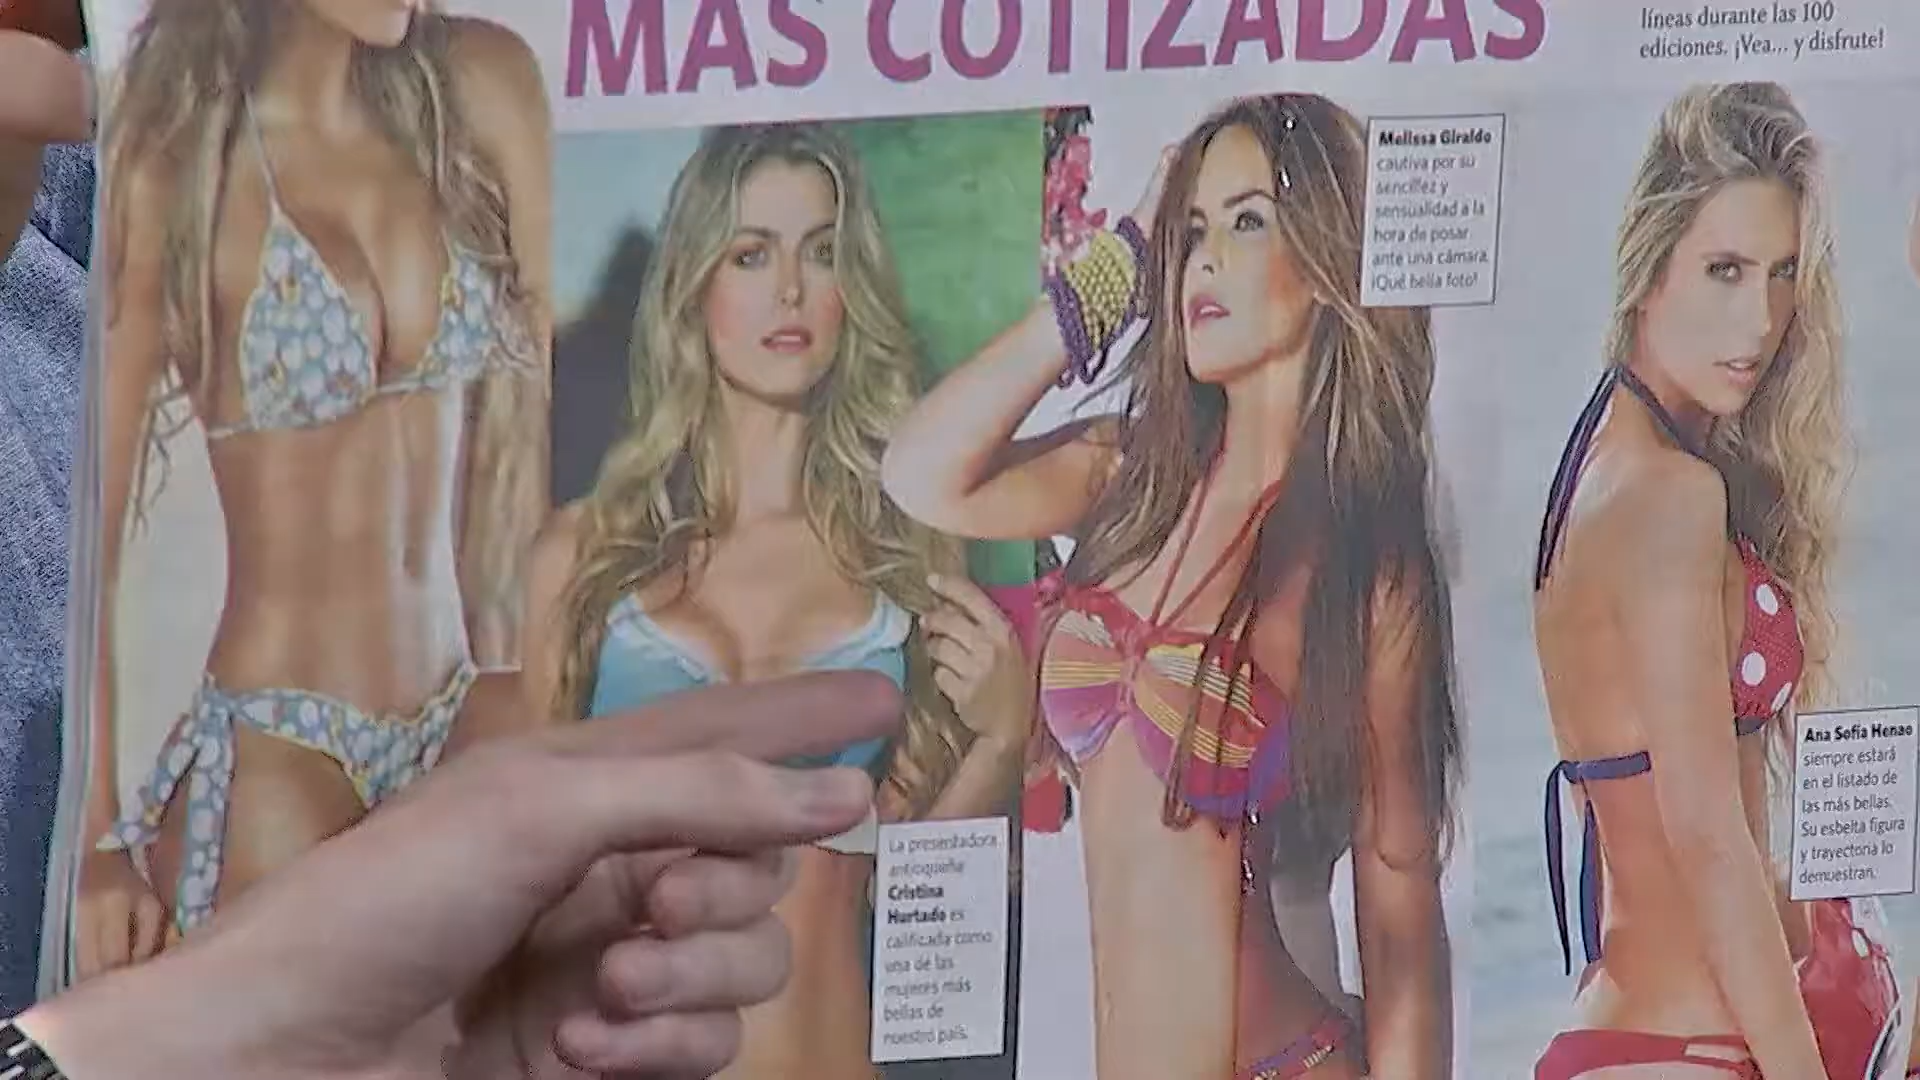 MÁS COTIZADAS
líneas durante las 100
ediciones. ¡Vea... y disfrute!
Melissa Giraldo
cautiva por su
sencillez y
sensualidad a la
hora de posar
ante una cámara.
¡Qué bella foto!
La presentadora
antioqueña
Cristina
Hurtado es
calificada como
una de las
mujeres más
bellas de
nuestro país.
Ana Sofía Henao
siempre estará
en el listado de
las más bellas.
Su esbelta figura
y trayectoria lo
demuestran.